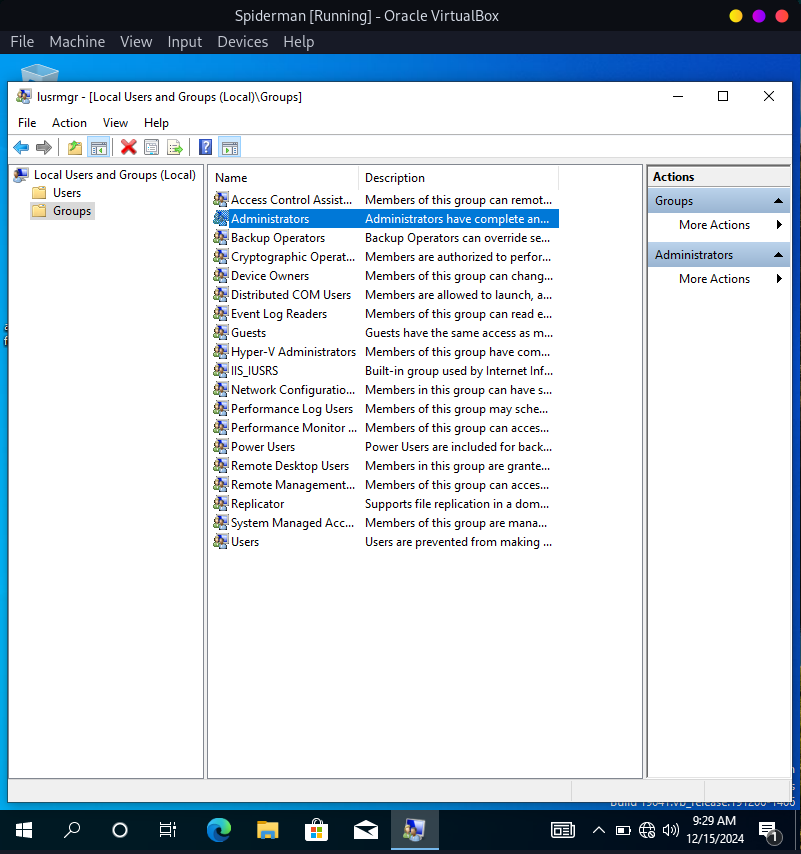 Spiderman [Running] - Oracle VirtualBox
File Machine View Input Devices Help
lusrmgr - [Local Users and Groups (Local)\Groups]
File Action View Help
Local Users and Groups (Local)
Users
Groups
Name Description
Access Control Assist... Members of this group can remot...
Administrators Administrators have complete an...
Backup Operators Backup Operators can override se...
Cryptographic Operat... Members are authorized to perfor...
Device Owners Members of this group can chang...
Distributed COM Users Members are allowed to launch, a...
Event Log Readers Members of this group can read e...
Guests Guests have the same access as m...
Hyper-V Administrators Members of this group have com...
IIS_IUSRS Built-in group used by Internet Inf...
Network Configuratio... Members in this group can have s...
Performance Log Users Members of this group may sche...
Performance Monitor ... Members of this group can acces...
Power Users Power Users are included for back...
Remote Desktop Users Members in this group are grante...
Remote Management... Members of this group can acces...
Replicator Supports file replication in a dom...
System Managed Acc... Members of this group are mana...
Users Users are prevented from making ...
Actions
Groups
More Actions
Administrators
More Actions
9:29 AM
12/15/2024
1